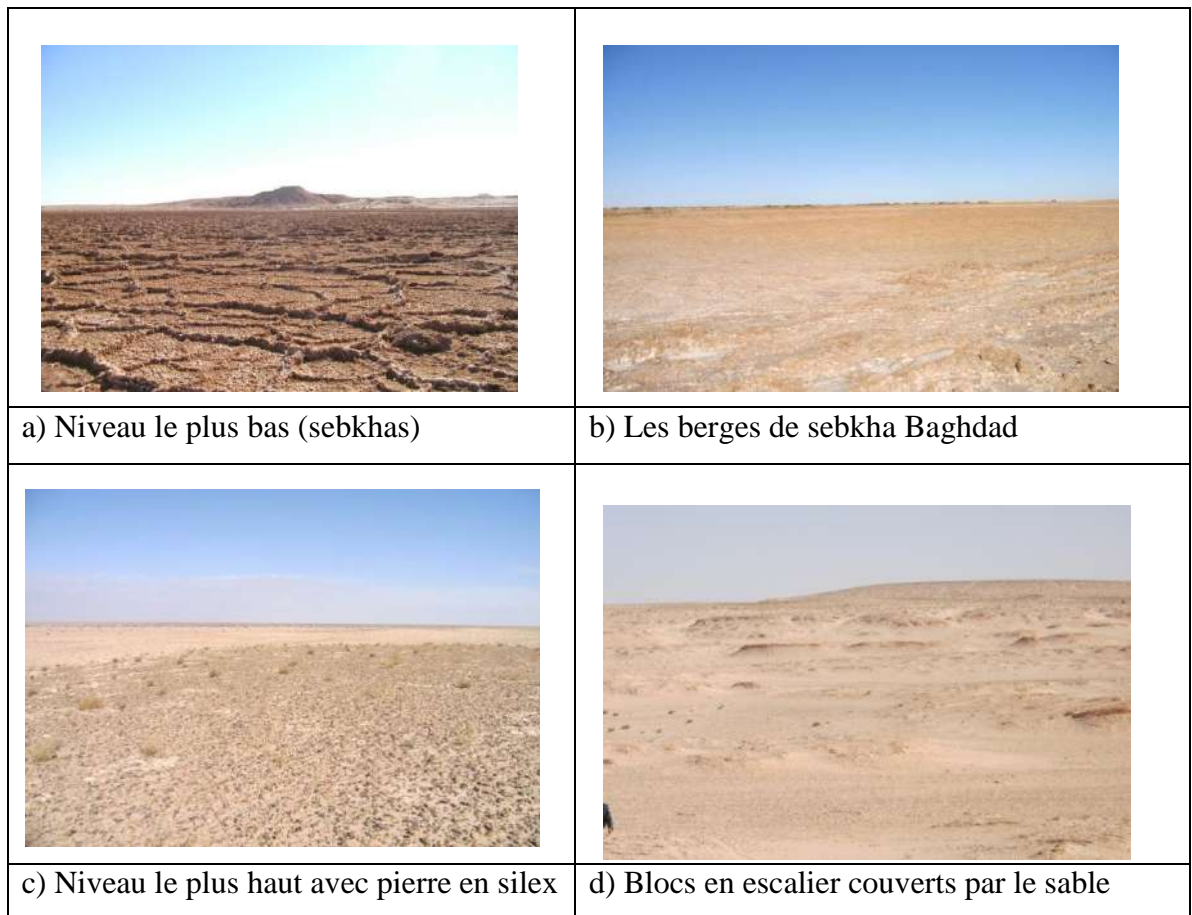 a) Niveau le plus bas (sebkhas)
b) Les berges de sebkha Baghdad
c) Niveau le plus haut avec pierre en silex
d) Blocs en escalier couverts par le sable